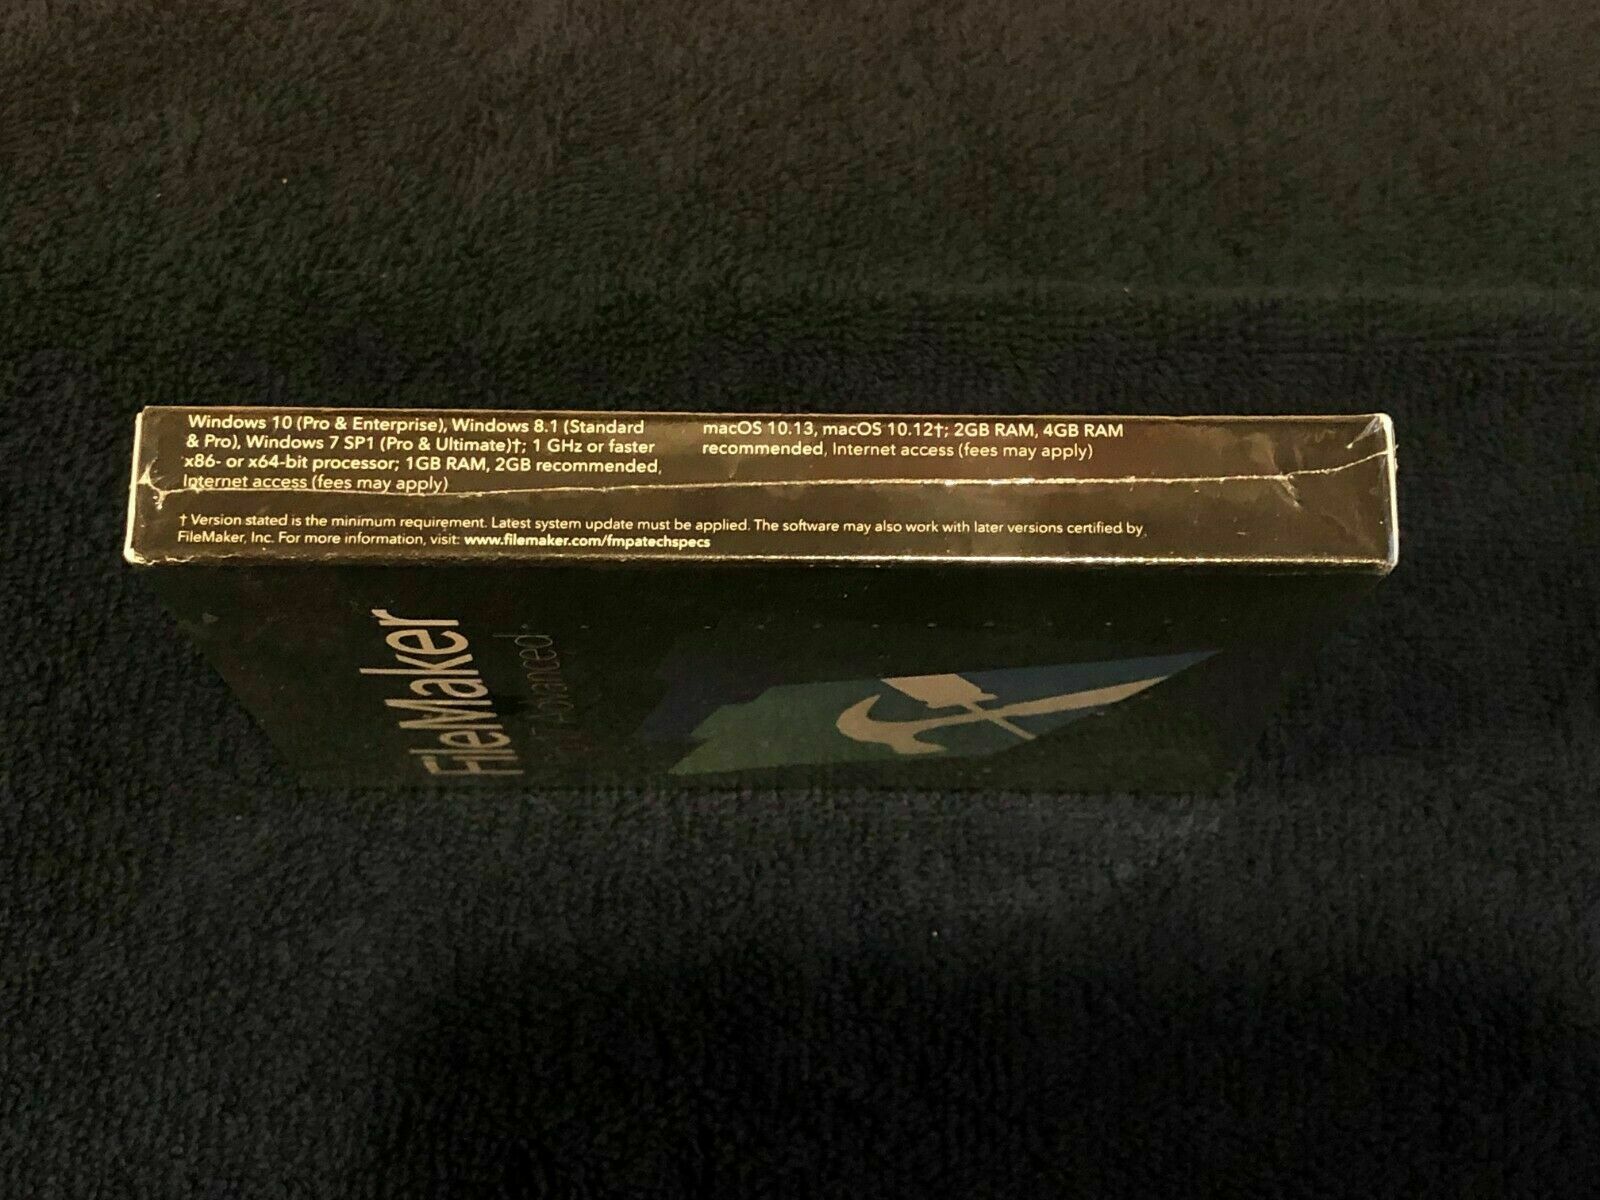 Windows 10 (Pro & Enterprise), Windows 8.1 (Standard
& Pro), Windows 7 SP1 (Pro & Ultimate)†; 1 GHz or faster
x86- or x64-bit processor; 1GB RAM, 2GB recommended,
Internet access (fees may apply)
macOS 10.13, macOS 10.12†; 2GB RAM, 4GB RAM
recommended, Internet access (fees may apply)
† Version stated is the minimum requirement. Latest system update must be applied. The software may also work with later versions certified by
FileMaker, Inc. For more information, visit: www.filemaker.com/fmpatechspecs
FileMaker
Advanced